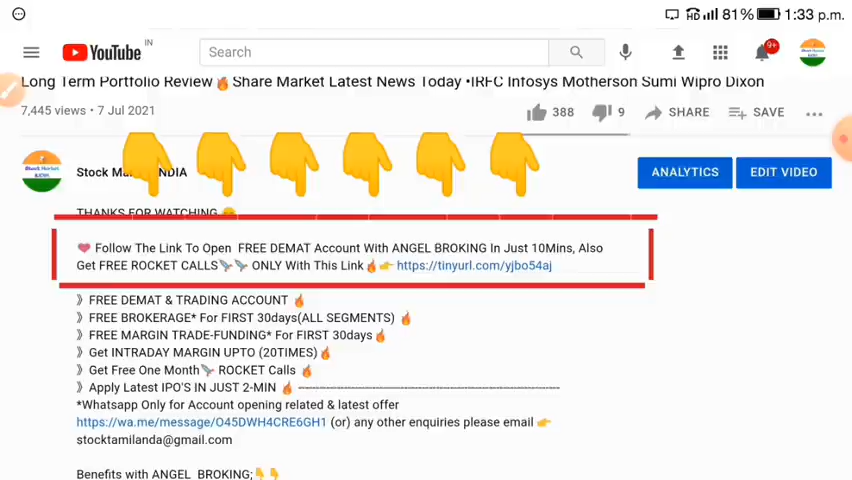 HD 81% 1:33 p.m.
YouTube IN Search 9+
Long Term Portfolio Review🔥Share Market Latest News Today •IRFC Infosys Motherson Sumi Wipro Dixon
7,445 views • 7 Jul 2021 388 9 SHARE SAVE
Stock Ma INDIA ANALYTICS EDIT VIDEO
THANKS FOR WATCHING
Follow The Link To Open FREE DEMAT Account With ANGEL BROKING In Just 10Mins, Also
Get FREE ROCKET CALLS🚀🚀 ONLY With This Link🔥👉 https://tinyurl.com/yjbo54aj
》FREE DEMAT & TRADING ACCOUNT 🔥
》FREE BROKERAGE* For FIRST 30days(ALL SEGMENTS) 🔥
》FREE MARGIN TRADE-FUNDING* For FIRST 30days🔥
》Get INTRADAY MARGIN UPTO (20TIMES)🔥
》Get Free One Month🚀 ROCKET Calls 🔥
》Apply Latest IPO'S IN JUST 2-MIN 🔥
*Whatsapp Only for Account opening related & latest offer
https://wa.me/message/O45DWH4CRE6GH1 (or) any other enquiries please email 👉
stocktamilanda@gmail.com
Benefits with ANGEL BROKING;👇👇